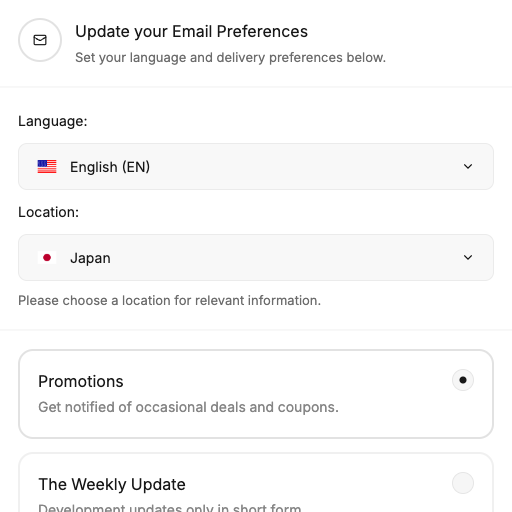 Update your Email Preferences
Set your language and delivery preferences below.
Language:
English (EN)
Location:
Japan
Please choose a location for relevant information.
Promotions
Get notified of occasional deals and coupons.
The Weekly Update
Development updates only in short form